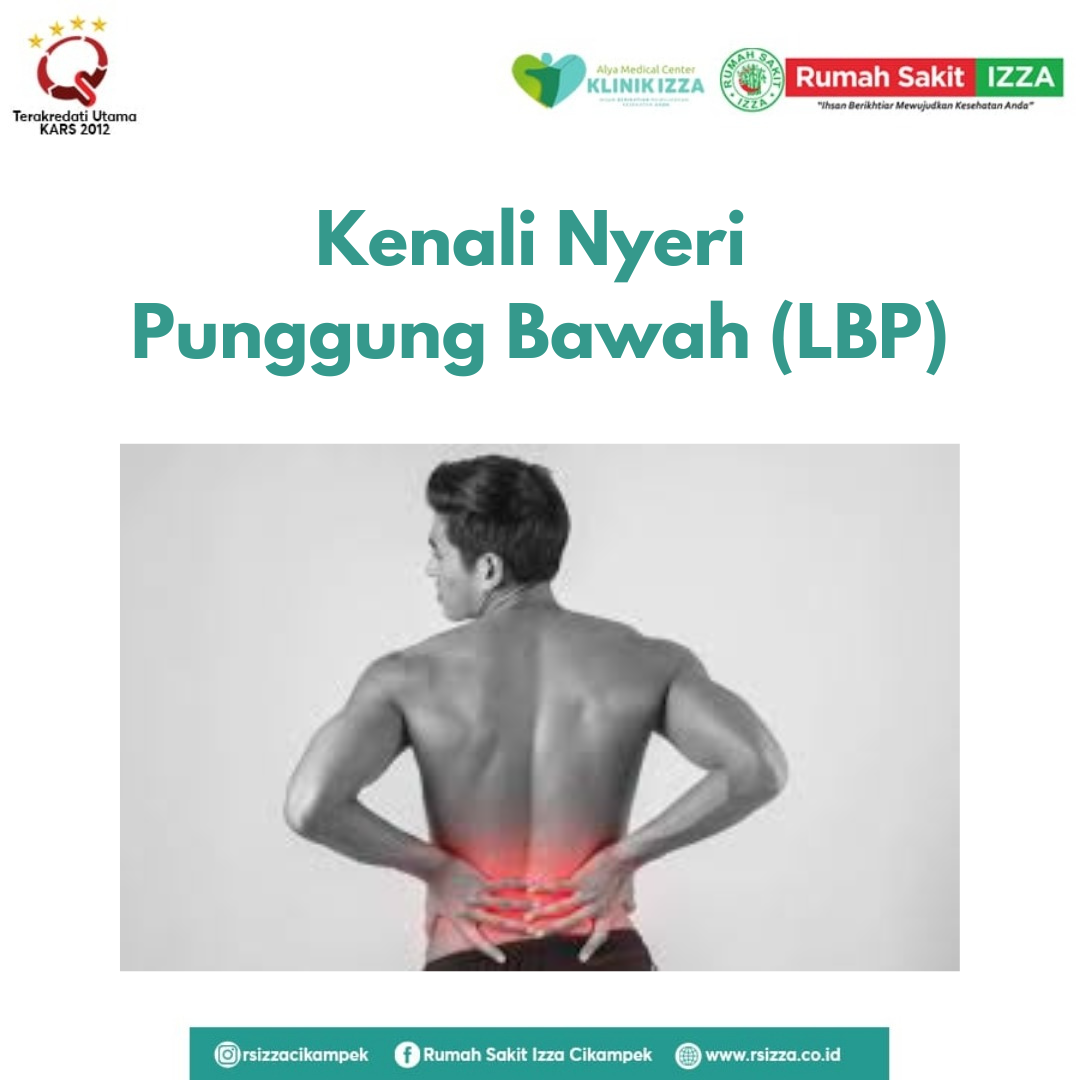 Terakredati Utama
KARS 2012
Alya Medical Center
KLINIK IZZA
RUMAH SAKIT
IZZA
Rumah Sakit IZZA
"Ihsan Berikhtiar Mewujudkan Kesehatan Anda"
Kenali Nyeri
Punggung Bawah (LBP)
rsizzacikampek Rumah Sakit Izza Cikampek www.rsizza.co.id